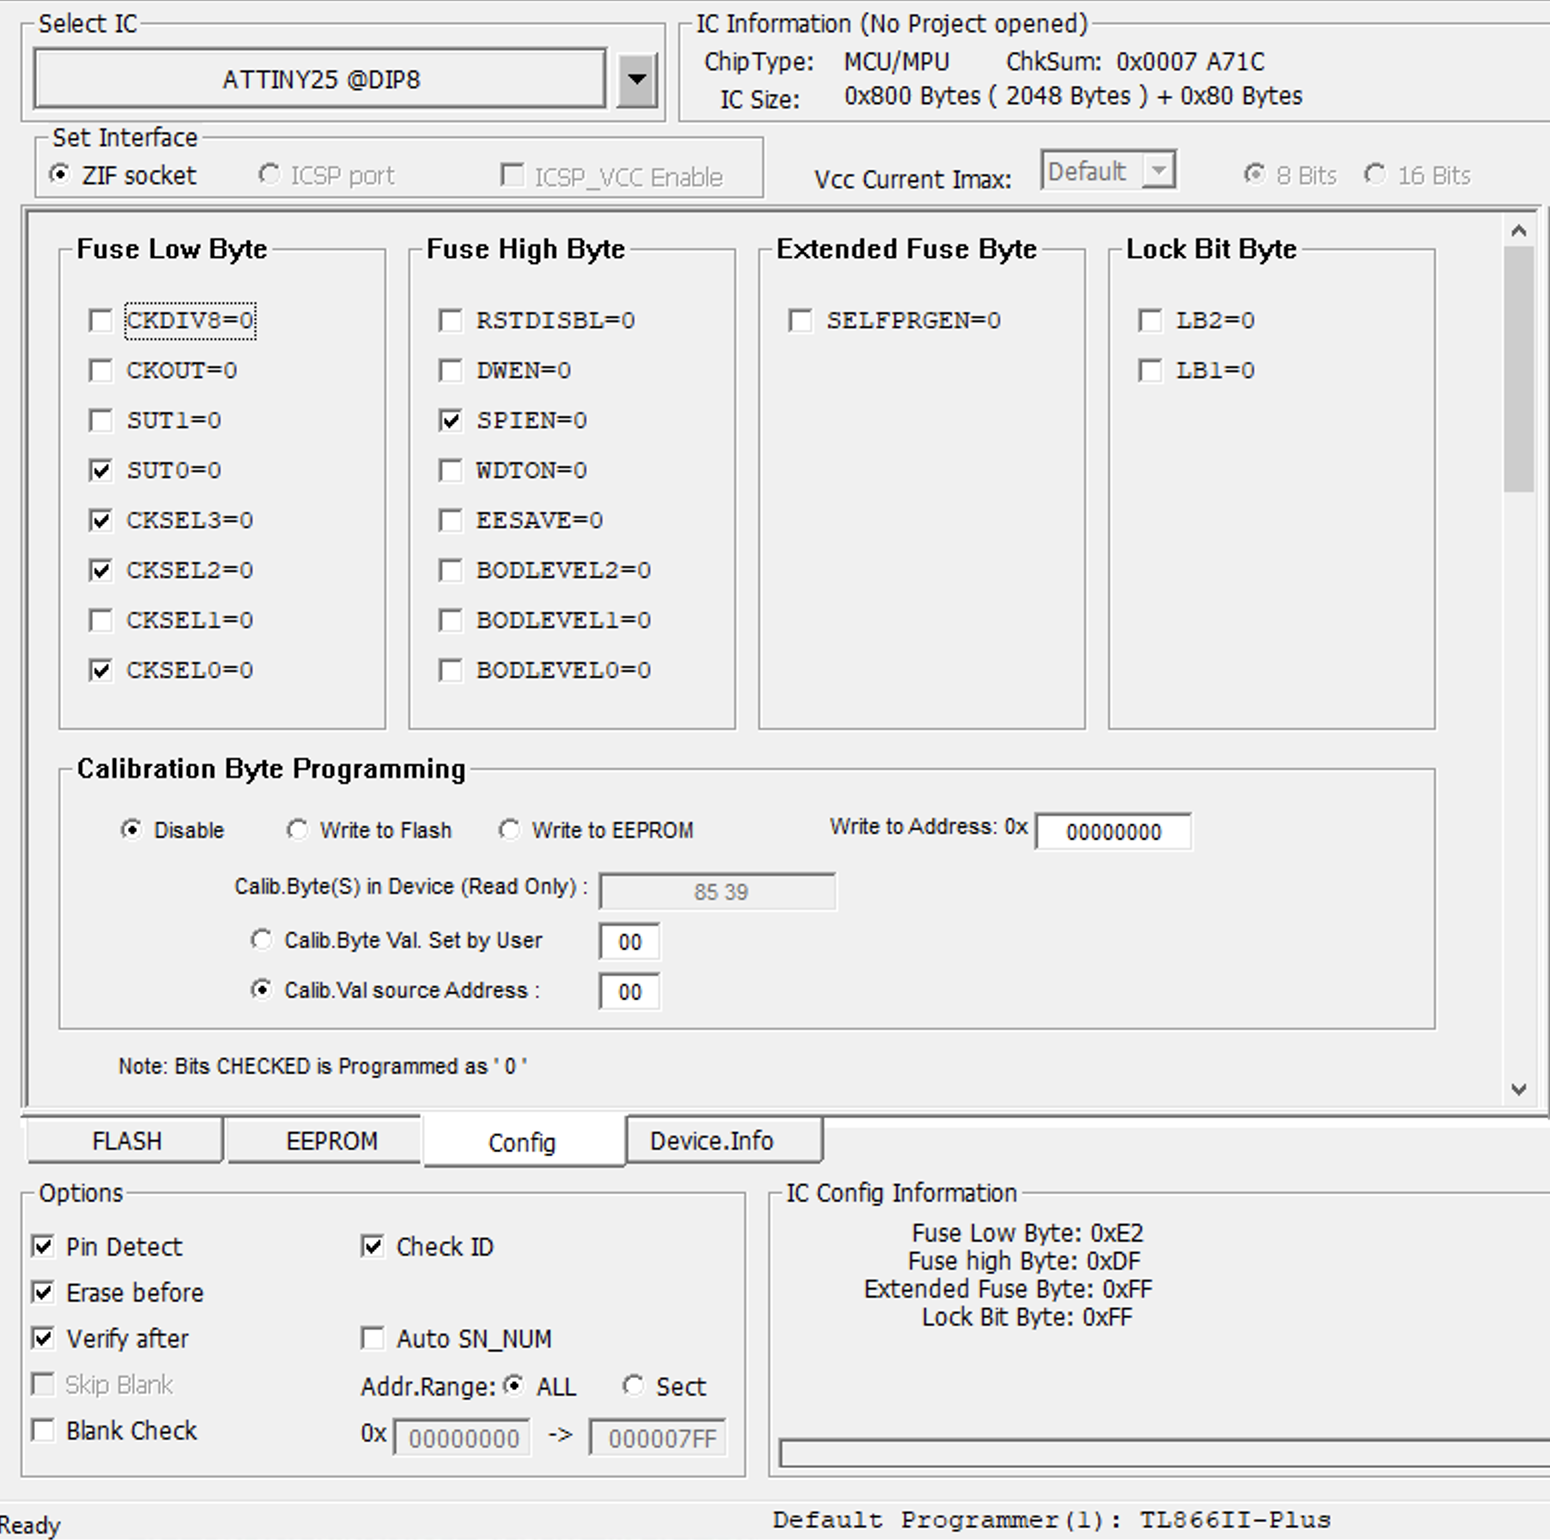 Select IC
ATTINY25 @DIP8
IC Information (No Project opened)
ChipType: MCU/MPU ChkSum: 0x0007 A71C
IC Size: 0x800 Bytes ( 2048 Bytes ) + 0x80 Bytes
Set Interface
ZIF socket ICSP port ICSP_VCC Enable
Vcc Current Imax: Default 8 Bits 16 Bits
Fuse Low Byte
CKDIV8=0
CKOUT=0
SUT1=0
SUT0=0
CKSEL3=0
CKSEL2=0
CKSEL1=0
CKSEL0=0
Fuse High Byte
RSTDISBL=0
DWEN=0
SPIEN=0
WDTON=0
EESAVE=0
BODLEVEL2=0
BODLEVEL1=0
BODLEVEL0=0
Extended Fuse Byte
SELFPRGEN=0
Lock Bit Byte
LB2=0
LB1=0
Calibration Byte Programming
Disable Write to Flash Write to EEPROM Write to Address: 0x 00000000
Calib.Byte(S) in Device (Read Only) : 85 39
Calib.Byte Val. Set by User 00
Calib.Val source Address : 00
Note: Bits CHECKED is Programmed as ' 0 '
FLASH EEPROM Config Device.Info
Options
Pin Detect Check ID
Erase before
Verify after Auto SN_NUM
Skip Blank Addr.Range: ALL Sect
Blank Check 0x 00000000 -> 000007FF
IC Config Information
Fuse Low Byte: 0xE2
Fuse high Byte: 0xDF
Extended Fuse Byte: 0xFF
Lock Bit Byte: 0xFF
Ready Default Programmer(1): TL866II-Plus